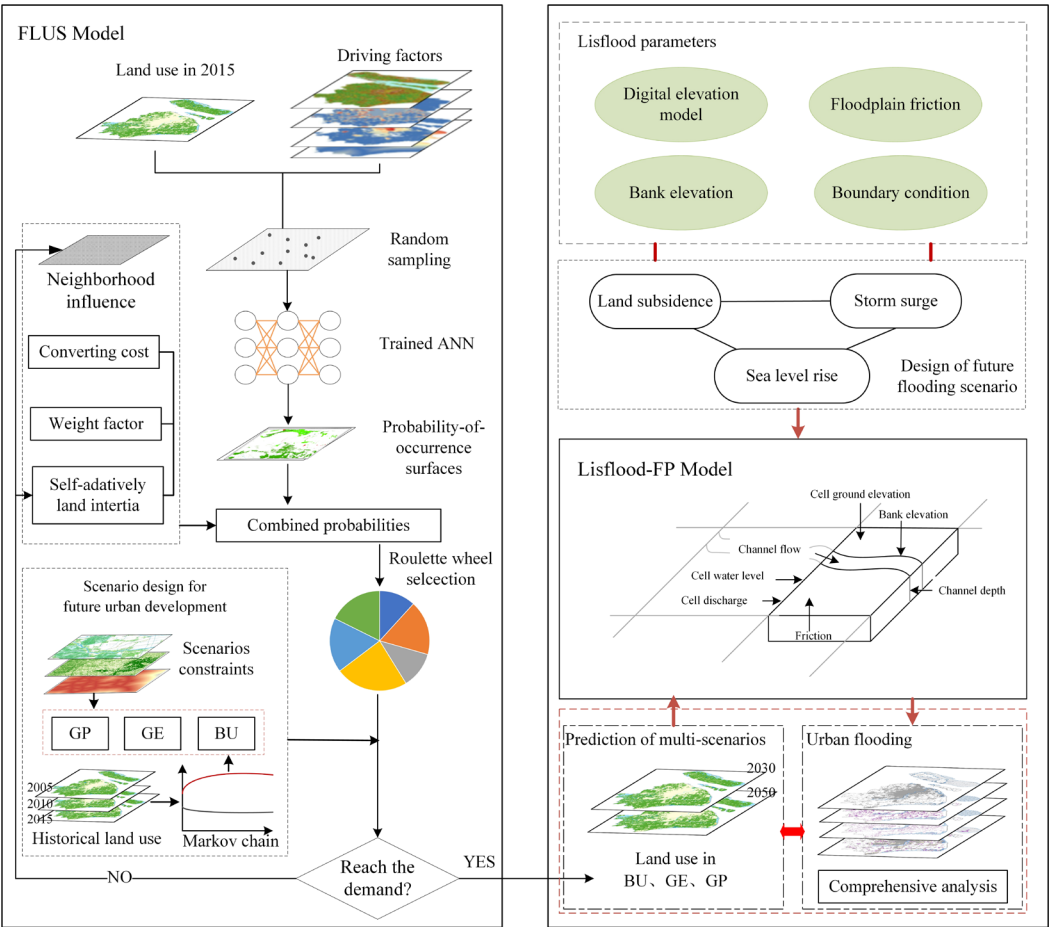 FLUS Model
Land use in 2015
Driving factors
Random
sampling
Neighborhood
influence
Converting cost
Weight factor
Self-adatively
land intertia
Trained ANN
Probability-of-
occurrence
surfaces
Combined probabilities
Roulette wheel
selcection
Scenario design for
future urban development
Scenarios
constraints
GP
GE
BU
2005
2010
2015
Historical land use
Markov chain
Reach the
demand?
NO
YES
Lisflood parameters
Digital elevation
model
Floodplain friction
Bank elevation
Boundary condition
Land subsidence
Storm surge
Sea level rise
Design of future
flooding scenario
Lisflood-FP Model
Cell ground elevation
Bank elevation
Channel flow
Cell water level
Cell discharge
Channel depth
Friction
Prediction of multi-scenarios
2030
2050
Land use in
BU、GE、GP
Urban flooding
Comprehensive analysis